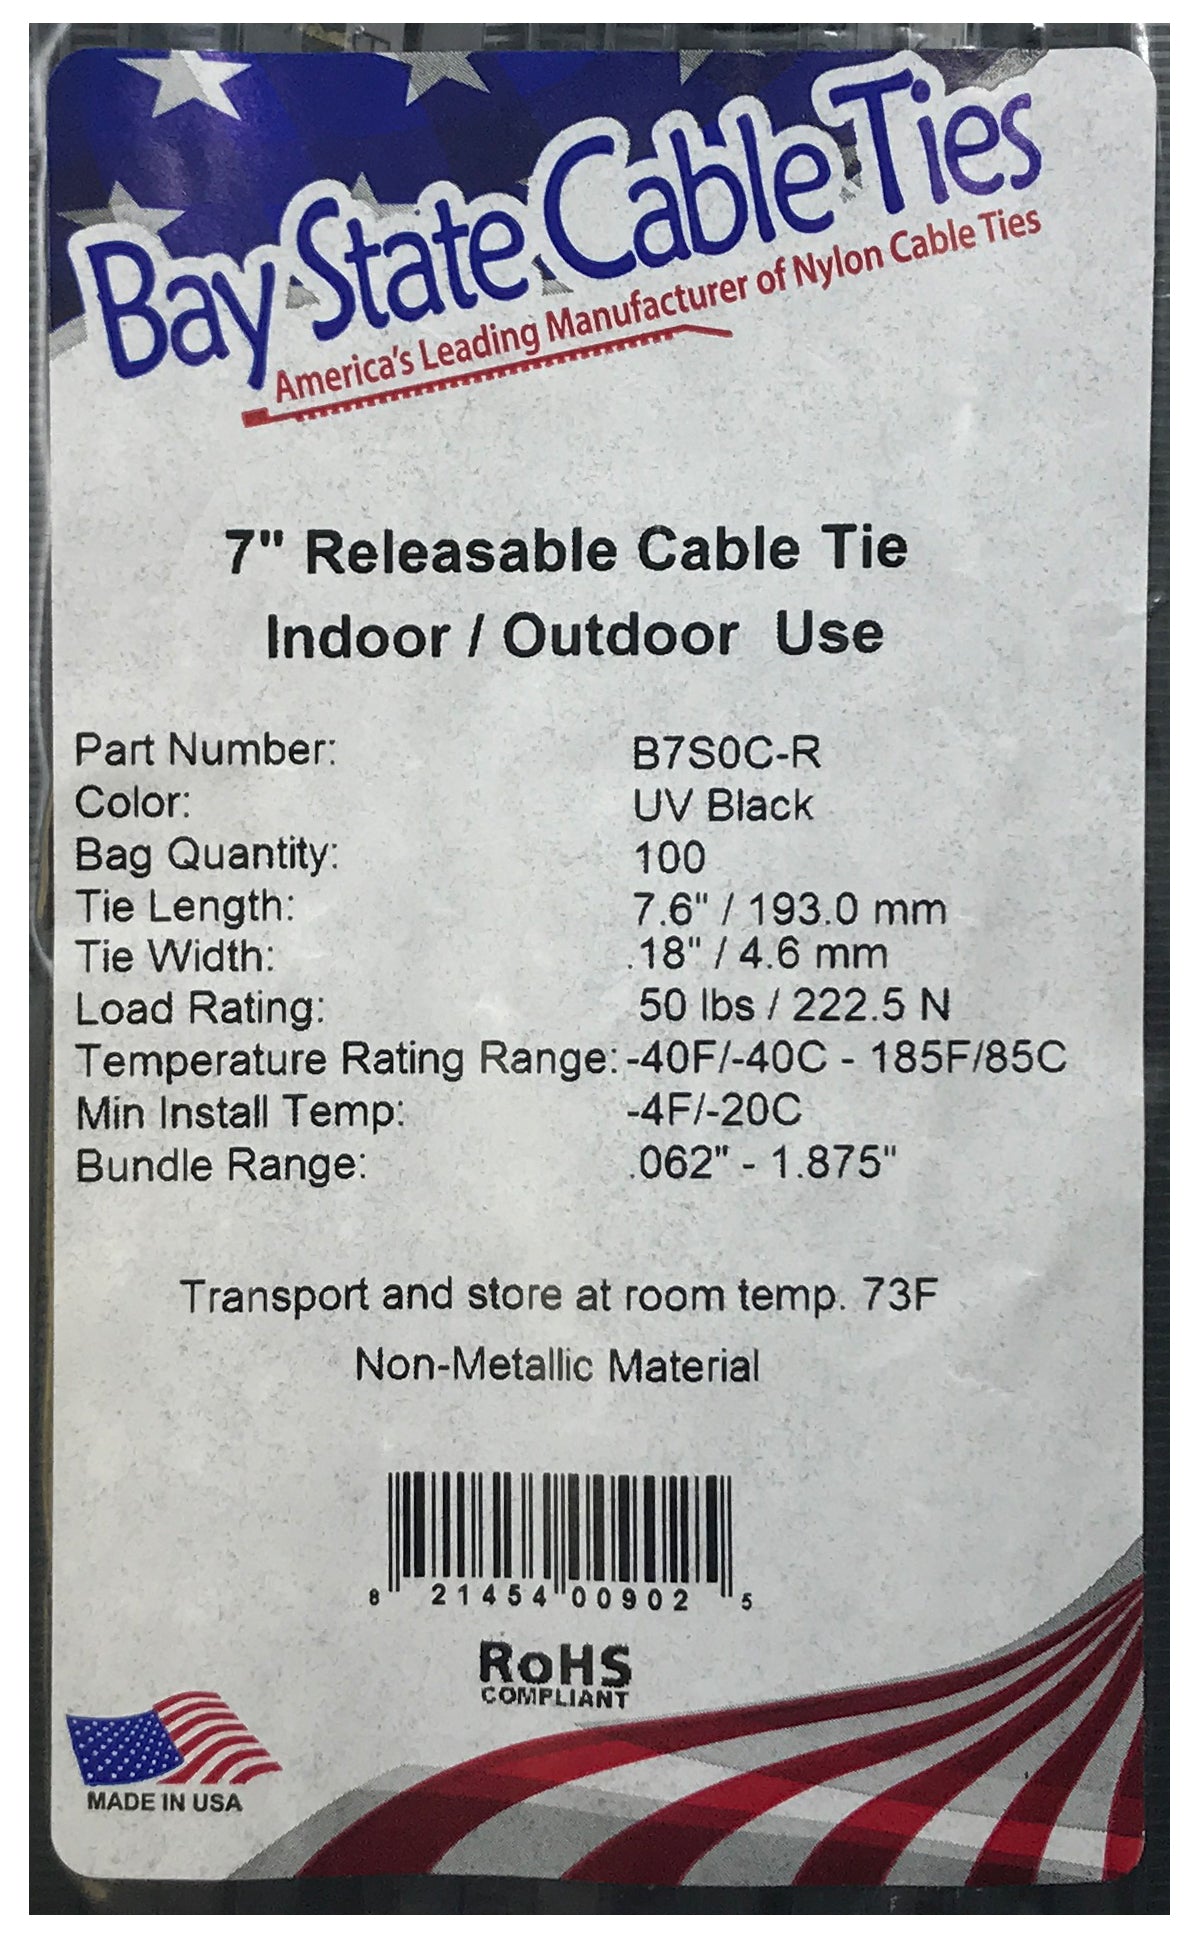 Bay State Cable Ties
America's Leading Manufacturer of Nylon Cable Ties
7" Releasable Cable Tie
Indoor / Outdoor Use
Part Number: B7S0C-R
Color: UV Black
Bag Quantity: 100
Tie Length: 7.6" / 193.0 mm
Tie Width: .18" / 4.6 mm
Load Rating: 50 lbs / 222.5 N
Temperature Rating Range: -40F/-40C - 185F/85C
Min Install Temp: -4F/-20C
Bundle Range: .062" - 1.875"
Transport and store at room temp. 73F
Non-Metallic Material
8 21454 00902 5
RoHS
COMPLIANT
MADE IN USA